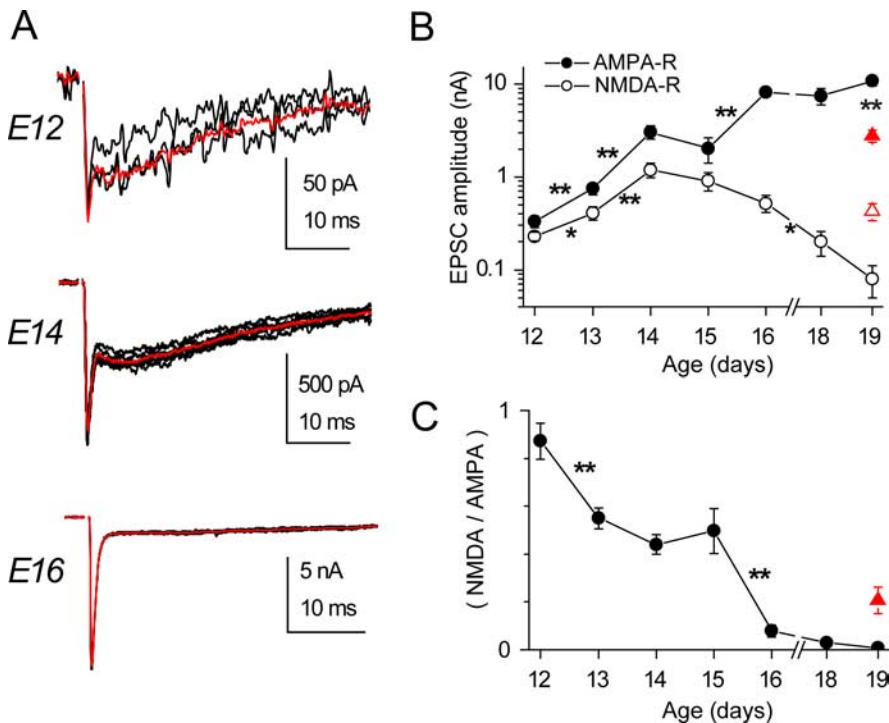 A
E12
50 pA
10 ms
E14
500 pA
10 ms
E16
5 nA
10 ms
B
EPSC amplitude (nA)
10
1
0.1
AMPA-R
NMDA-R
**
**
**
**
*
**
*
12 13 14 15 16 18 19
Age (days)
C
( NMDA / AMPA )
1
0
**
**
12 13 14 15 16 18 19
Age (days)